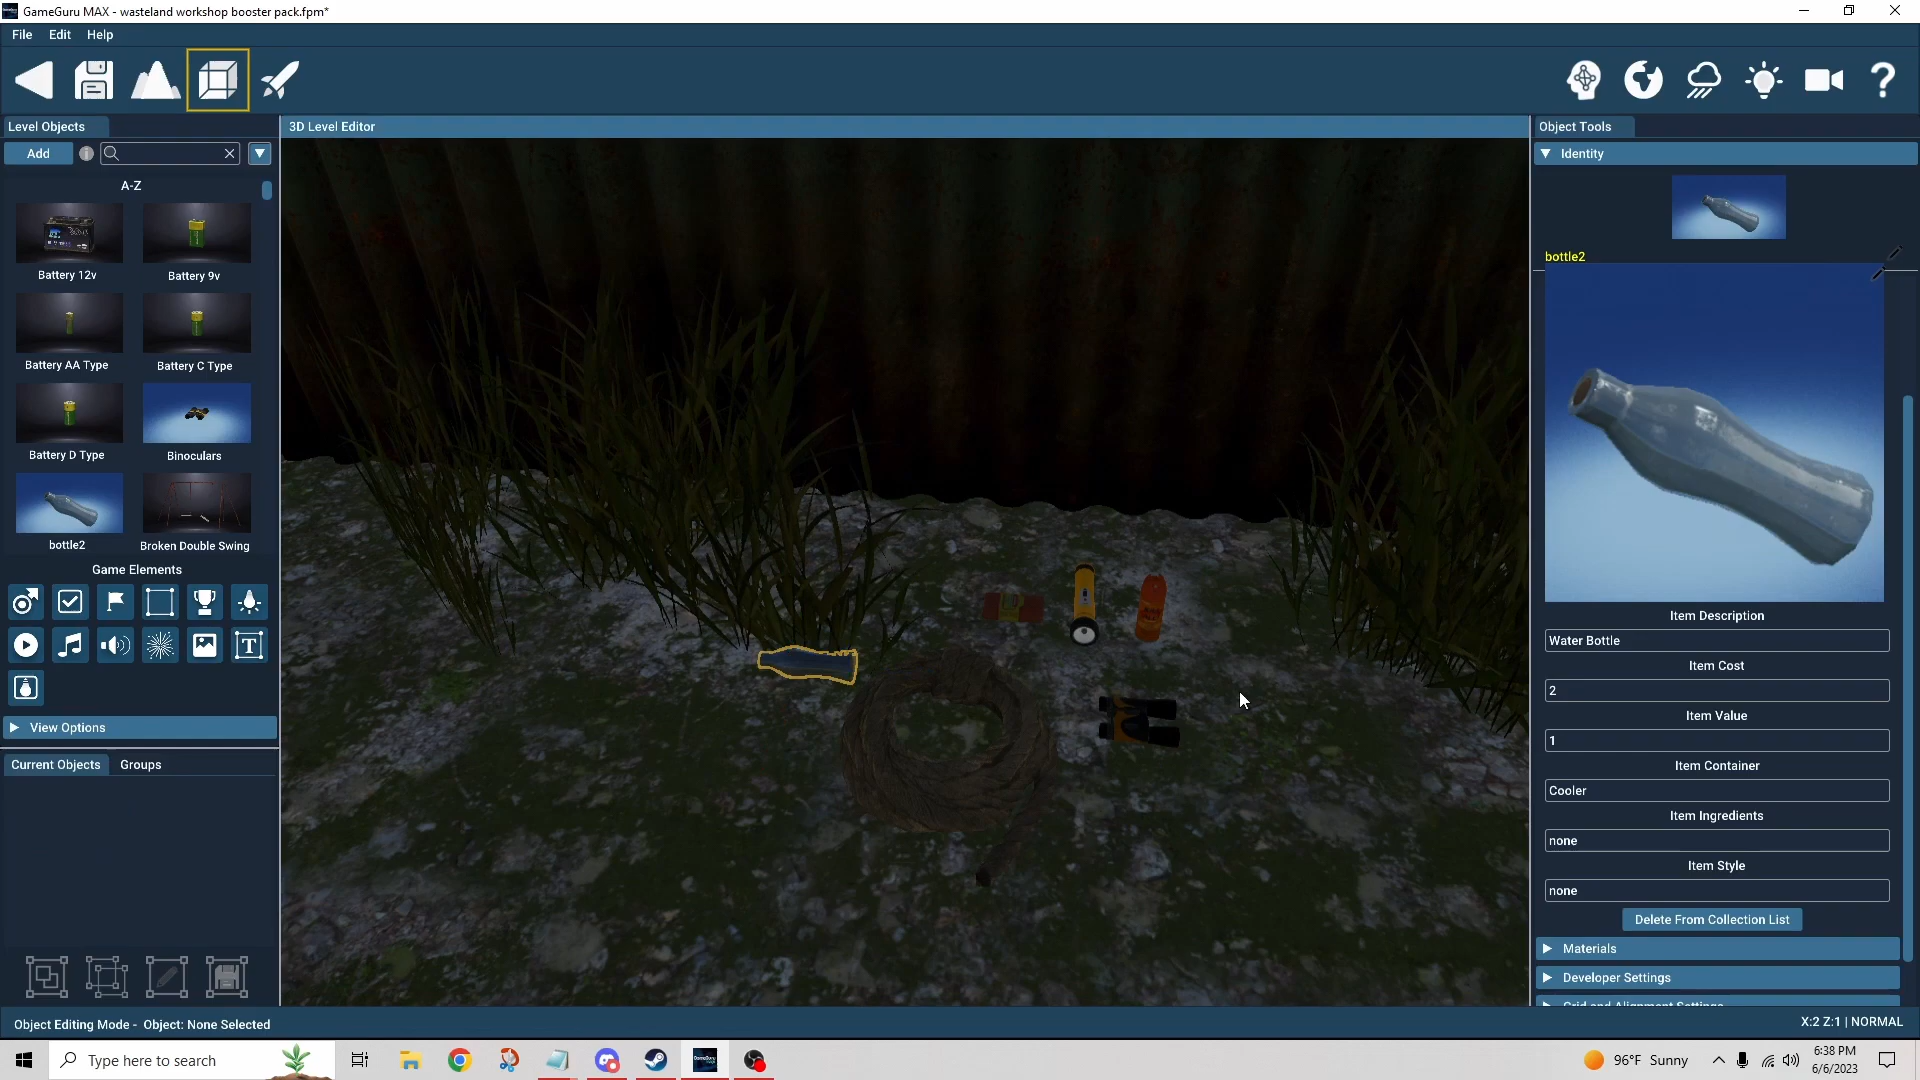 GameGuru MAX - wasteland workshop booster pack.fpm*
File Edit Help
Level Objects
Add
A-Z
Battery 12v Battery 9v
Battery AA Type Battery C Type
Battery D Type Binoculars
bottle2 Broken Double Swing
Game Elements
View Options
Current Objects Groups
3D Level Editor
Object Tools
Identity
bottle2
Item Description
Water Bottle
Item Cost
2
Item Value
1
Item Container
Cooler
Item Ingredients
none
Item Style
none
Delete From Collection List
Materials
Developer Settings
Grid and Alignment Settings
Object Editing Mode - Object: None Selected
X:2 Z:1 | NORMAL
Type here to search
96°F Sunny
6:38 PM
6/6/2023